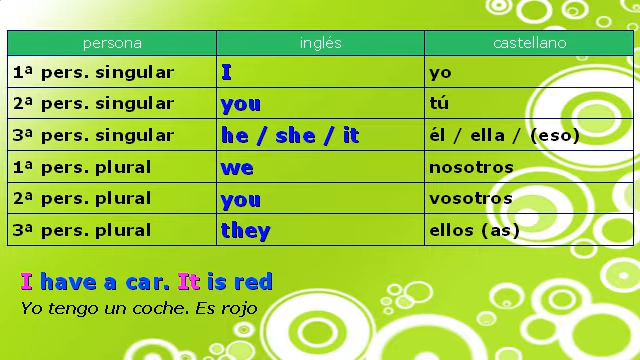 persona inglés castellano
1ª pers. singular I yo
2ª pers. singular you tú
3ª pers. singular he / she / it él / ella / (eso)
1ª pers. plural we nosotros
2ª pers. plural you vosotros
3ª pers. plural they ellos (as)
I have a car. It is red
Yo tengo un coche. Es rojo